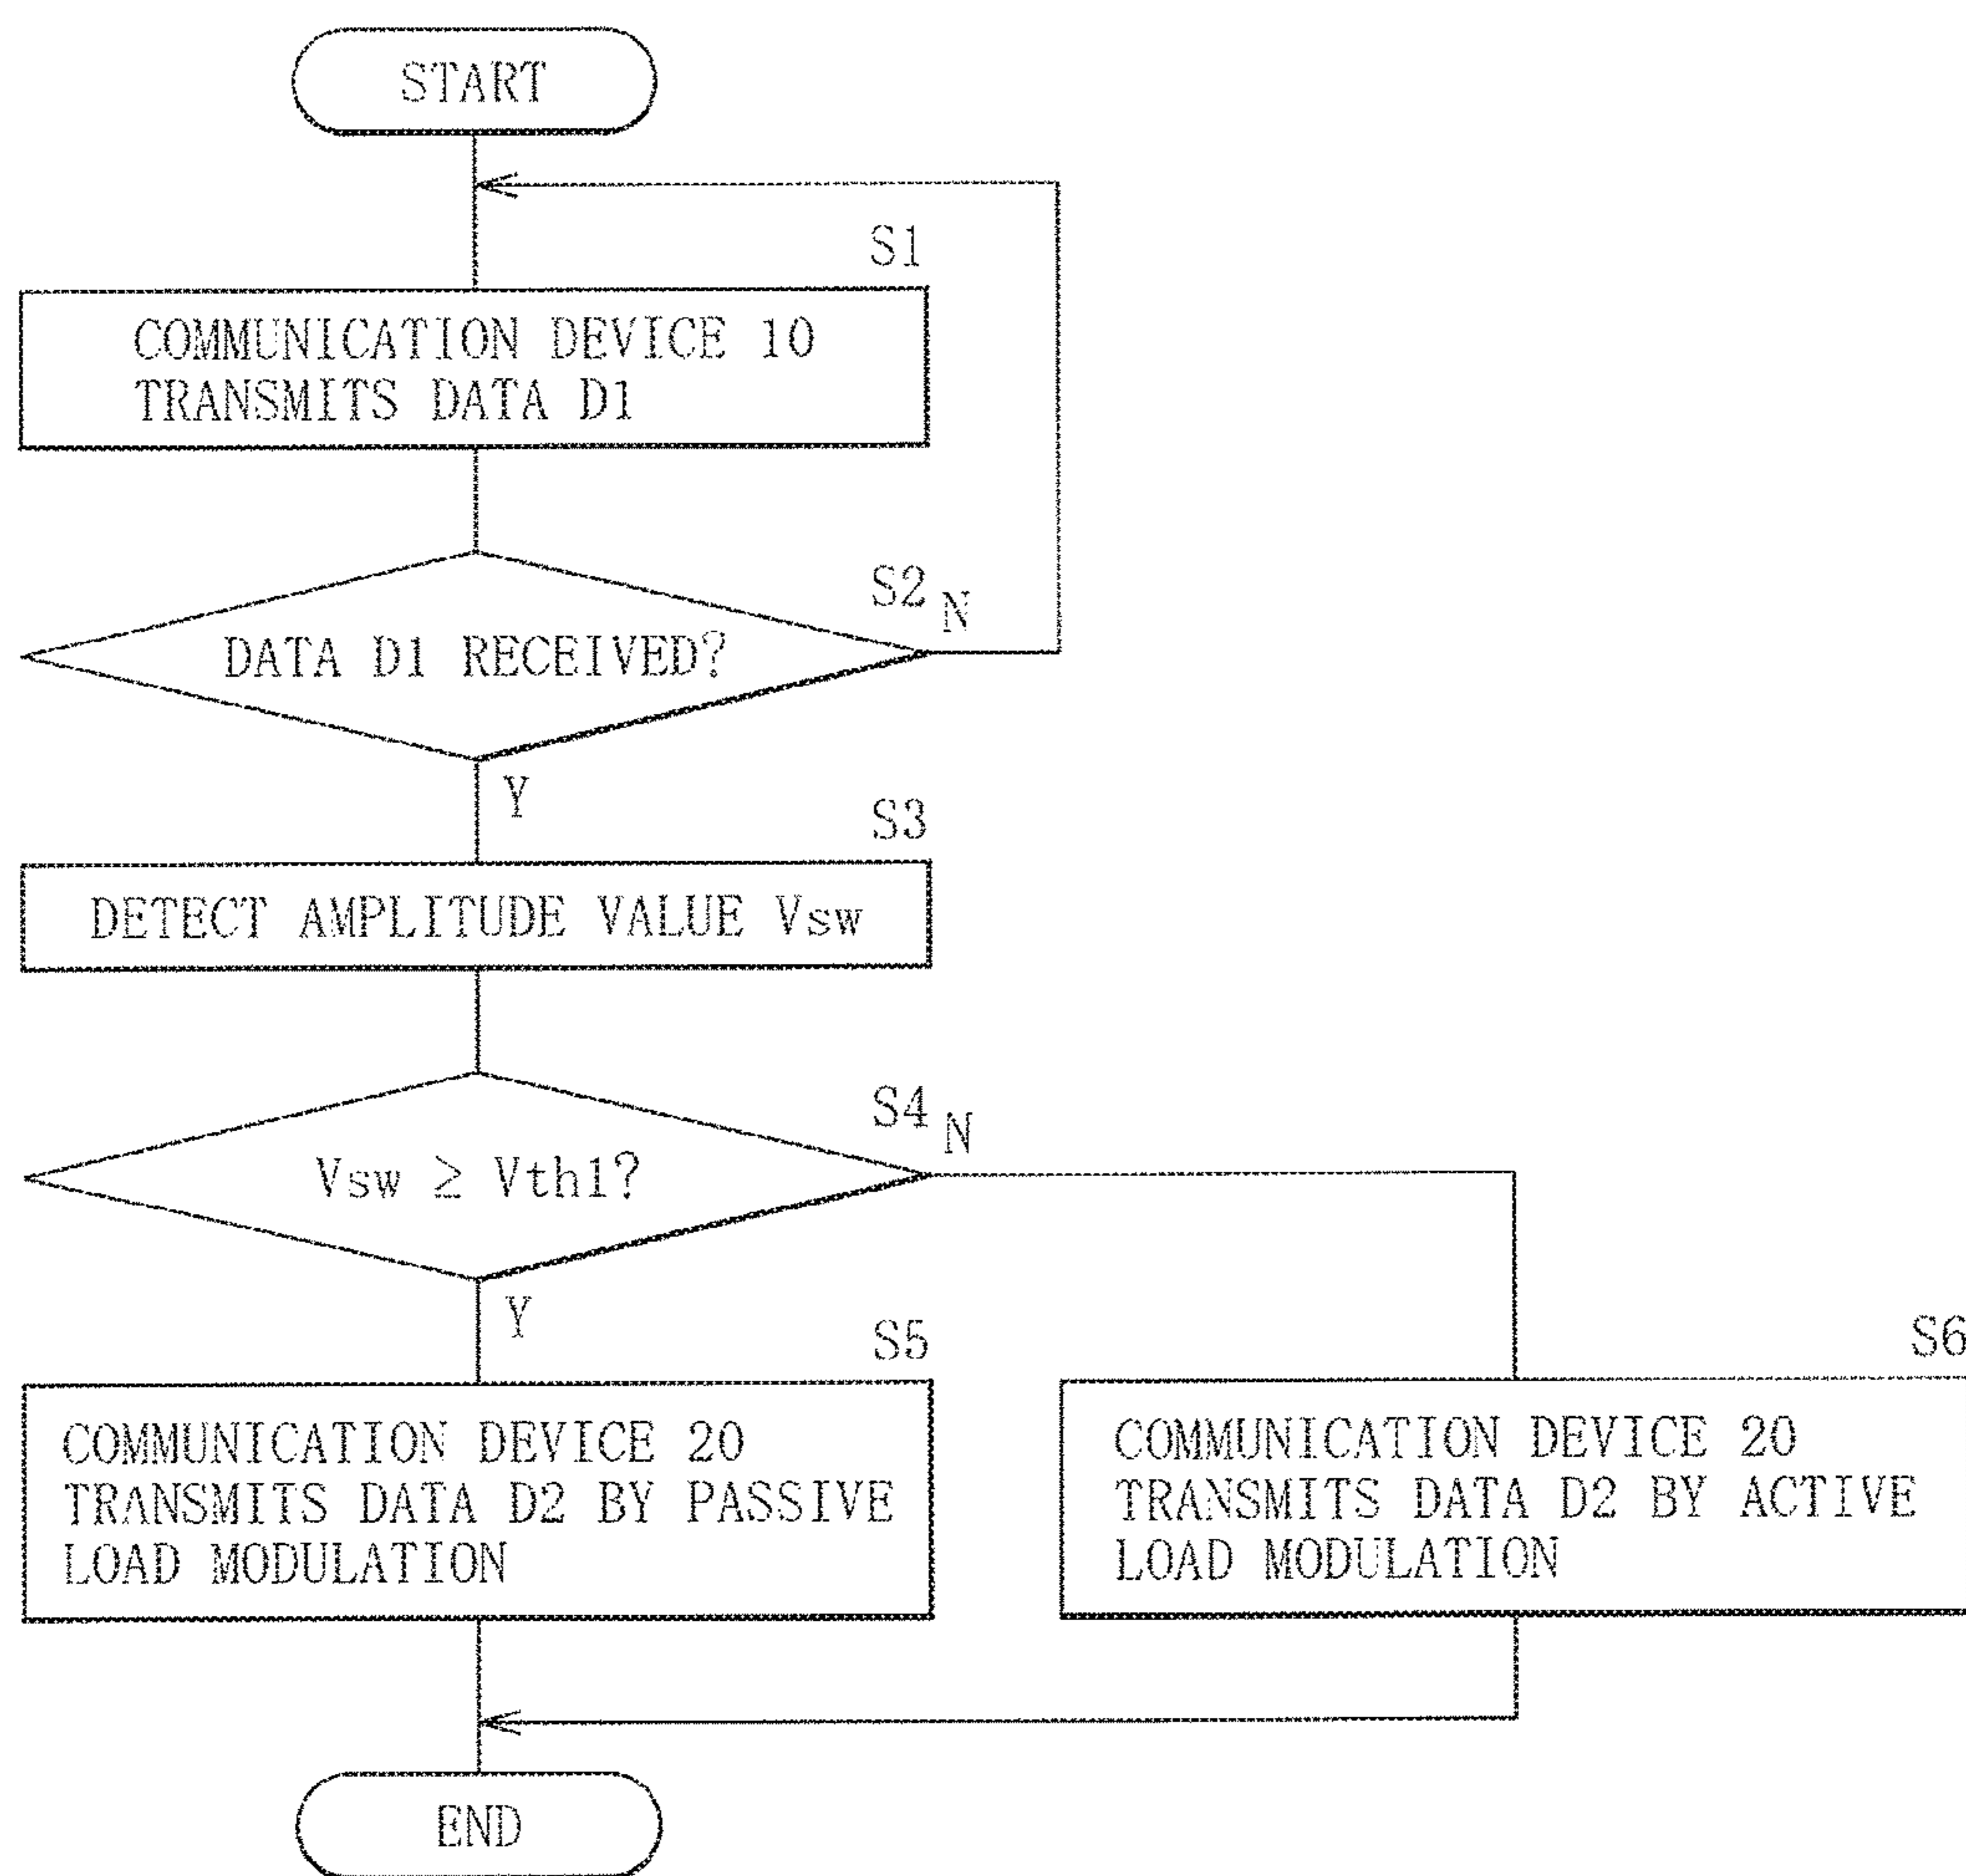 START
S1
COMMUNICATION DEVICE 10
TRANSMITS DATA D1
S2
N
DATA D1 RECEIVED?
Y
S3
DETECT AMPLITUDE VALUE Vsw
S4
N
Vsw ≥ Vth1?
Y
S5
COMMUNICATION DEVICE 20
TRANSMITS DATA D2 BY PASSIVE
LOAD MODULATION
S6
COMMUNICATION DEVICE 20
TRANSMITS DATA D2 BY ACTIVE
LOAD MODULATION
END